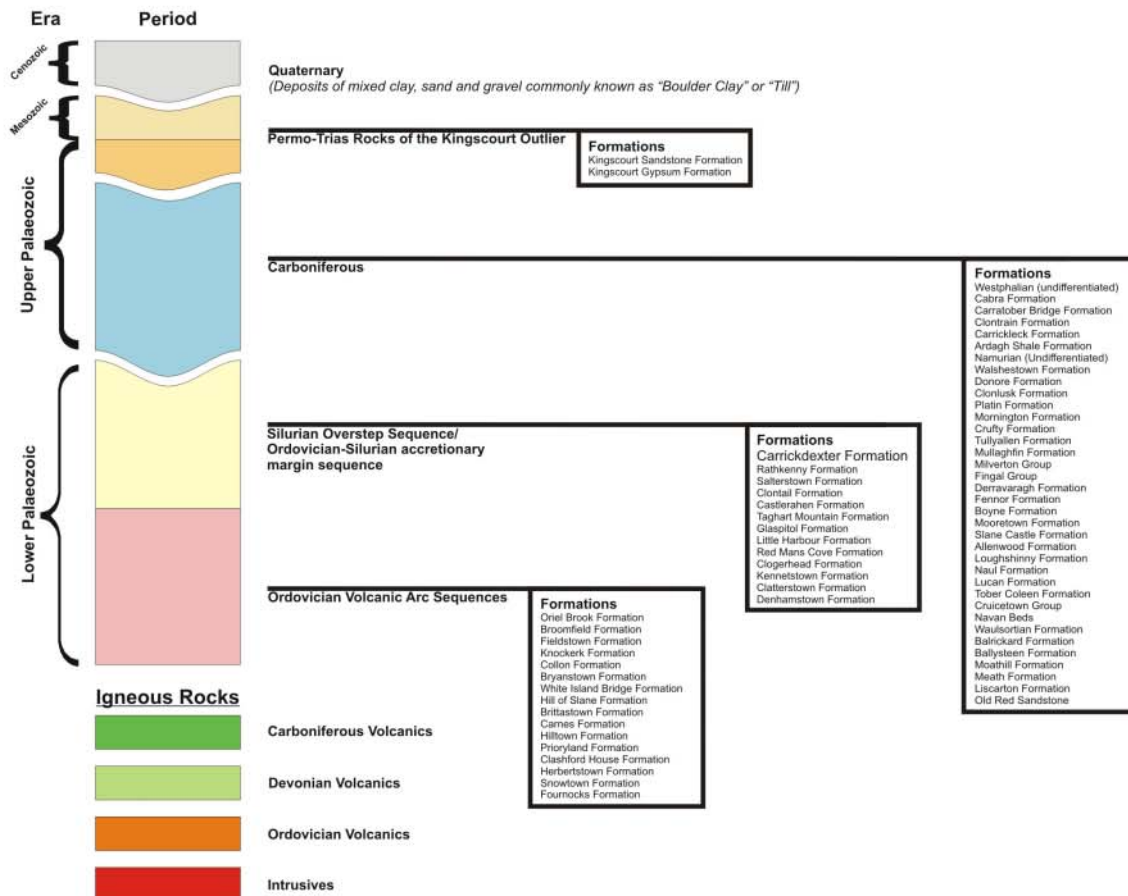 Era
Period
Cenozoic
Quaternary
(Deposits of mixed clay, sand and gravel commonly known as “Boulder Clay” or “Till”)
Mesozoic
Permo-Trias Rocks of the Kingscourt Outlier
Formations
Kingscourt Sandstone Formation
Kingscourt Gypsum Formation
Upper Palaeozoic
Carboniferous
Formations
Westphalian (undifferentiated)
Cabra Formation
Carratober Bridge Formation
Clontrain Formation
Carrickleck Formation
Ardagh Shale Formation
Namurian (Undifferentiated)
Walshestown Formation
Donore Formation
Clonlusk Formation
Platin Formation
Mornington Formation
Crufty Formation
Tullyallen Formation
Mullaghfin Formation
Milverton Group
Fingal Group
Derravaragh Formation
Fennor Formation
Boyne Formation
Mooretown Formation
Slane Castle Formation
Allenwood Formation
Loughshinny Formation
Naul Formation
Lucan Formation
Tober Coleen Formation
Cruicetown Group
Navan Beds
Waulsortian Formation
Balrickard Formation
Ballysteen Formation
Moathill Formation
Meath Formation
Liscarton Formation
Old Red Sandstone
Lower Palaeozoic
Silurian Overstep Sequence/
Ordovician-Silurian accretionary
margin sequence
Formations
Carrickdexter Formation
Rathkenny Formation
Salterstown Formation
Clontail Formation
Castlerahen Formation
Taghart Mountain Formation
Glaspitol Formation
Little Harbour Formation
Red Mans Cove Formation
Clogerhead Formation
Kennetstown Formation
Clatterstown Formation
Denhamstown Formation
Ordovician Volcanic Arc Sequences
Formations
Oriel Brook Formation
Broomfield Formation
Fieldstown Formation
Knockerk Formation
Collon Formation
Bryanstown Formation
White Island Bridge Formation
Hill of Slane Formation
Brittastown Formation
Carnes Formation
Hilltown Formation
Prioryland Formation
Clashford House Formation
Herbertstown Formation
Snowtown Formation
Fournocks Formation
Igneous Rocks
Carboniferous Volcanics
Devonian Volcanics
Ordovician Volcanics
Intrusives